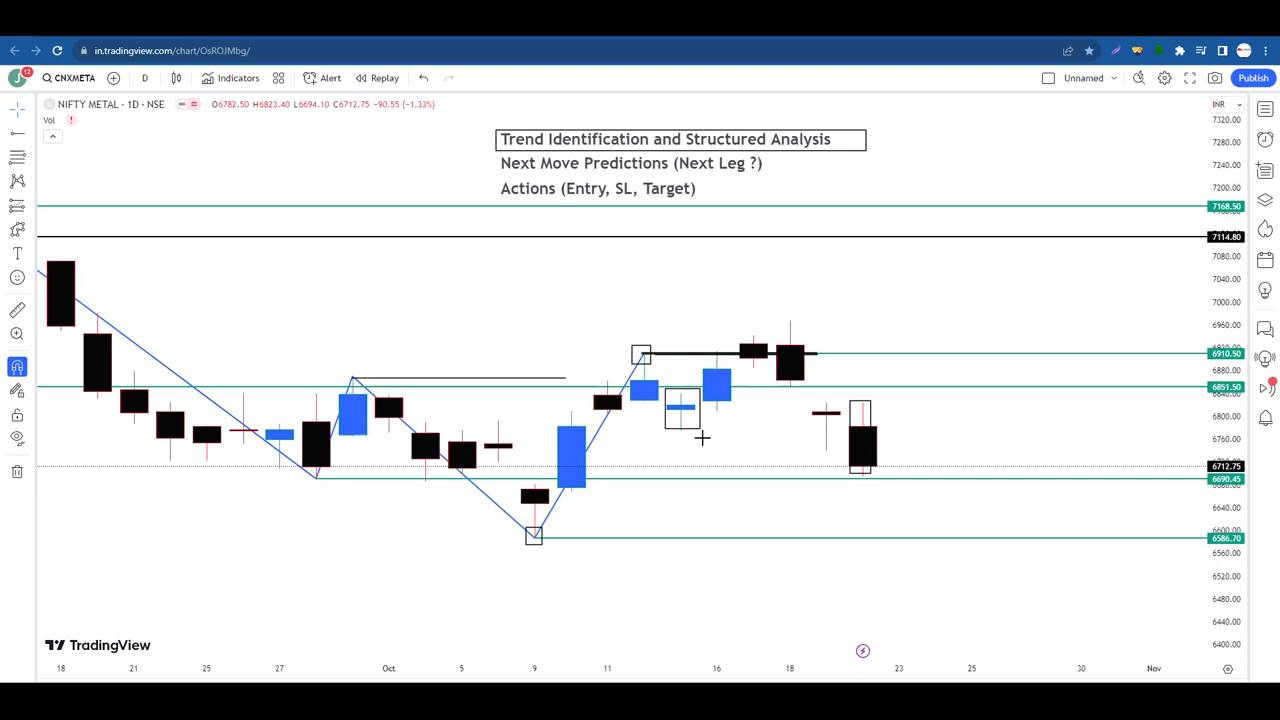 in.tradingview.com/chart/OsROJMbg/
J 12 CNXMETA D Indicators Alert Replay Unnamed Publish
NIFTY METAL · 1D · NSE O6782.50 H6823.40 L6694.10 C6712.75 −90.55 (−1.33%) INR
Vol !
7320.00
7280.00
7240.00
7200.00
7168.50
7114.80
7080.00
7040.00
7000.00
6960.00
6910.50
6880.00
6851.50
6800.00
6760.00
6712.75
6690.45
6640.00
6586.70
6560.00
6520.00
6480.00
6440.00
6400.00
Trend Identification and Structured Analysis
Next Move Predictions (Next Leg ?)
Actions (Entry, SL, Target)
TradingView
18 21 25 27 Oct 5 9 11 16 18 23 25 30 Nov